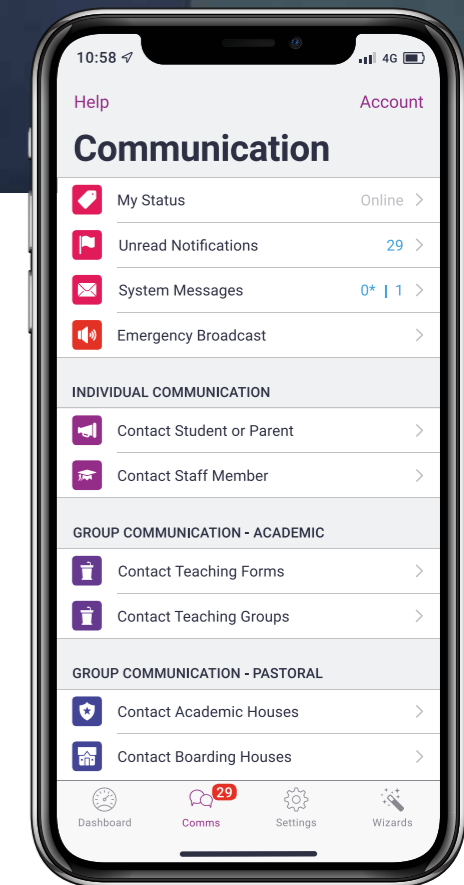 10:58 4G
Help Account
Communication
My Status Online
Unread Notifications 29
System Messages 0* | 1
Emergency Broadcast
INDIVIDUAL COMMUNICATION
Contact Student or Parent
Contact Staff Member
GROUP COMMUNICATION - ACADEMIC
Contact Teaching Forms
Contact Teaching Groups
GROUP COMMUNICATION - PASTORAL
Contact Academic Houses
Contact Boarding Houses
29
Dashboard Comms Settings Wizards